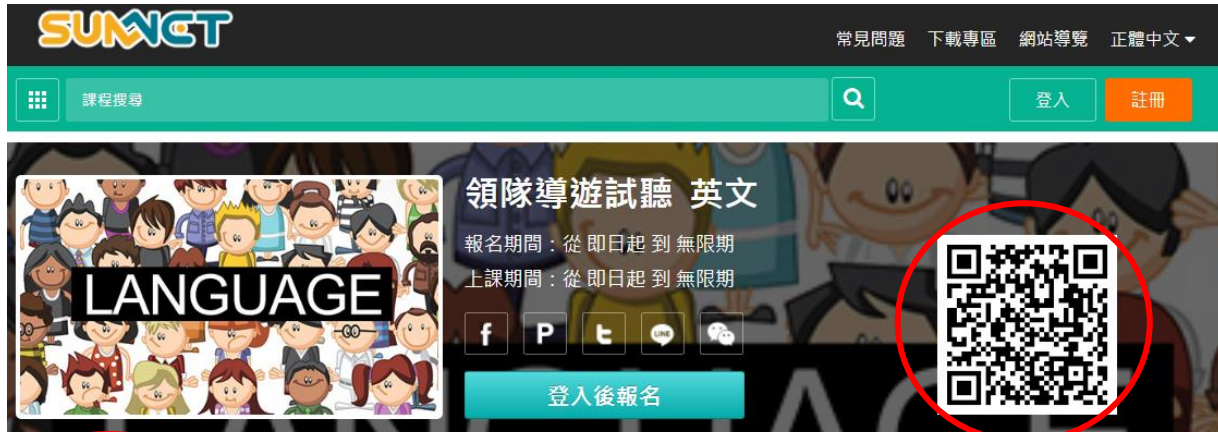 SUNNET
常見問題 下載專區 網站導覽 正體中文
課程搜尋
登入 註冊
LANGUAGE
領隊導遊試聽 英文
報名期間：從 即日起 到 無限期
上課期間：從 即日起 到 無限期
f P t LINE
登入後報名
LANGUAGE